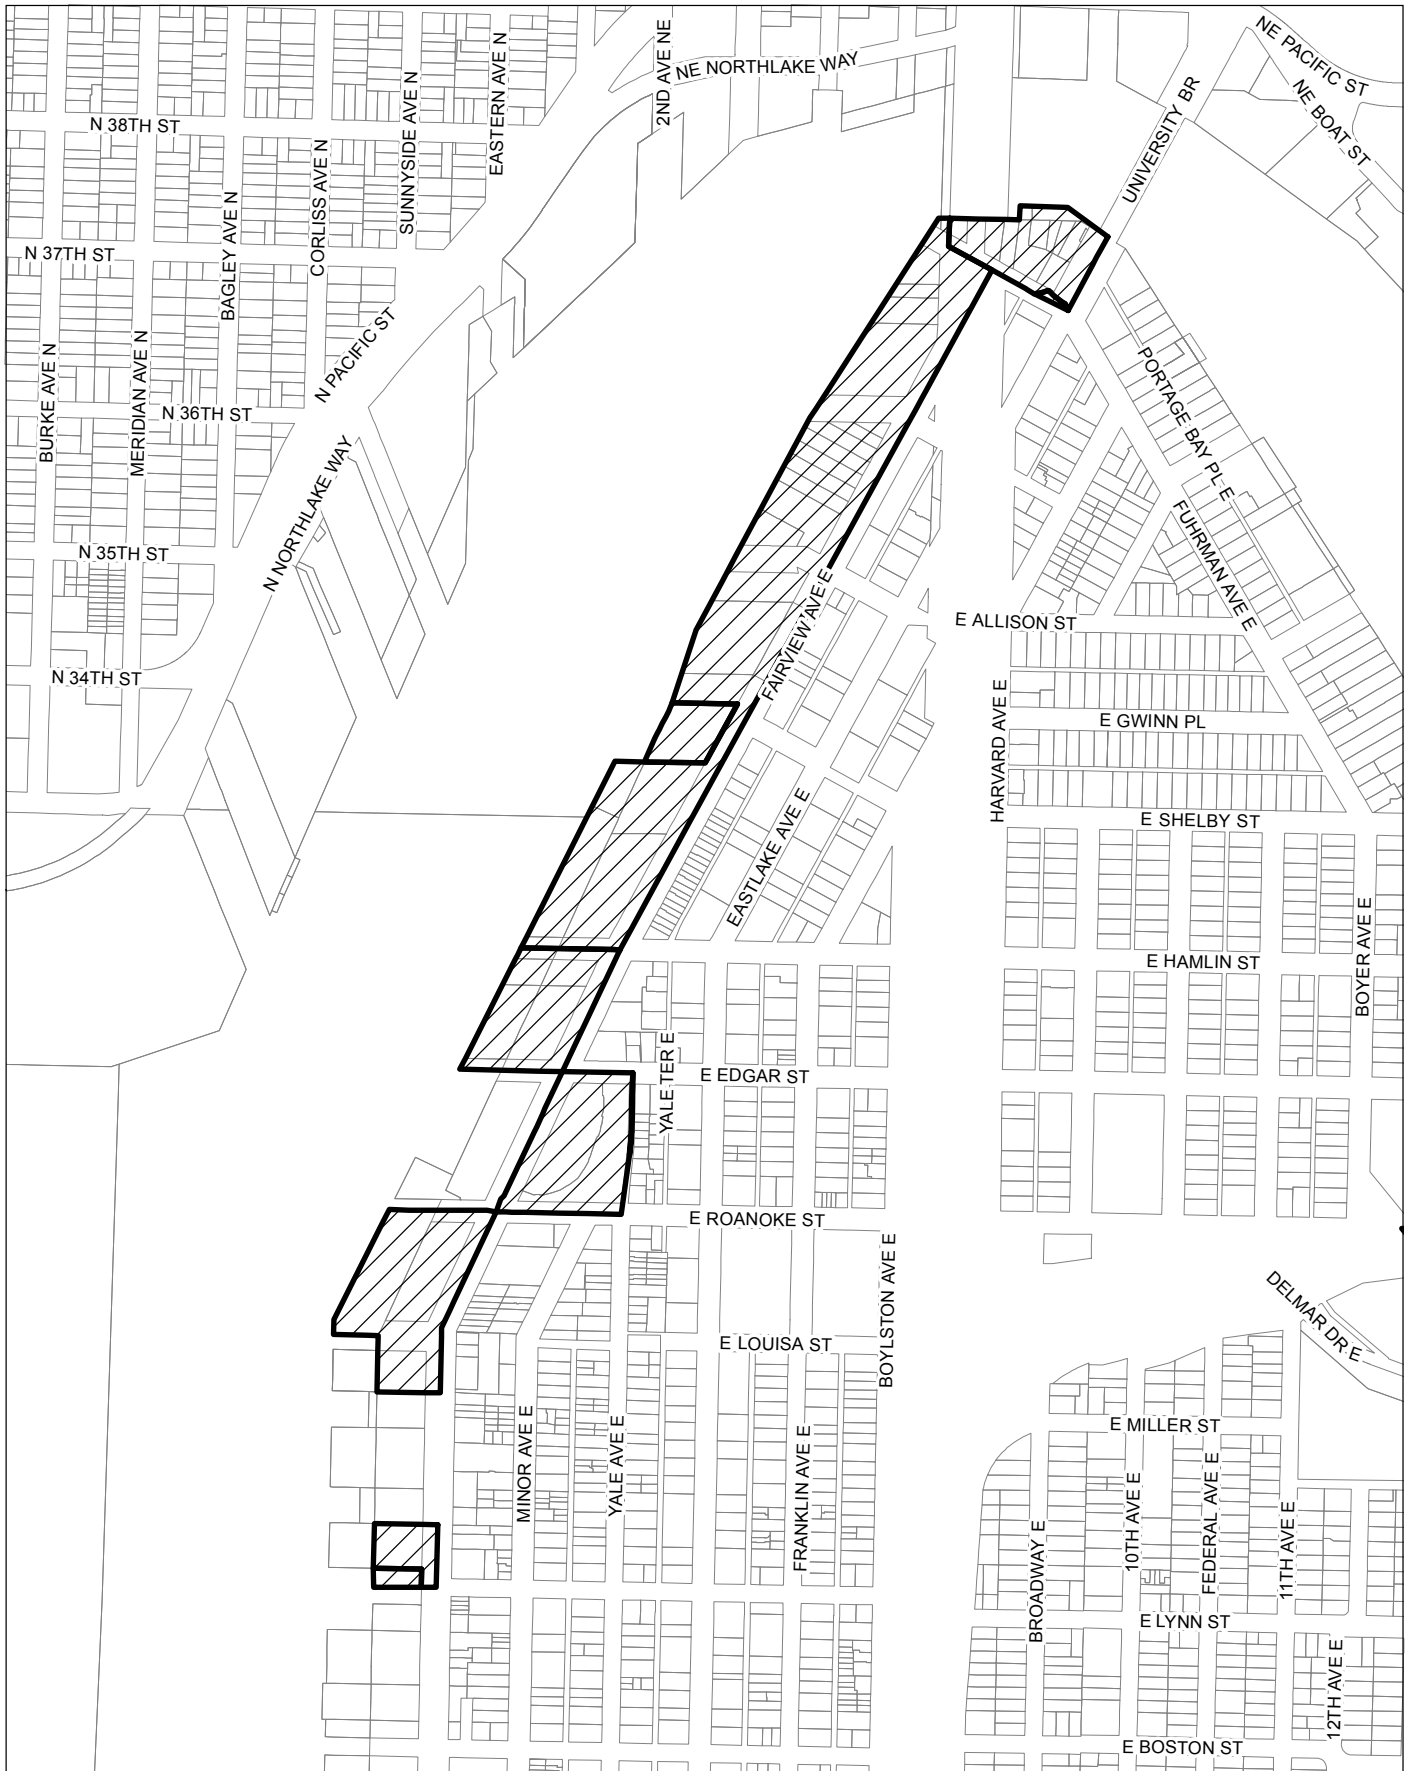 2ND AVE NE
NE PACIFIC ST
EASTERN AVE N
NE NORTHLAKE WAY
SUNNYSIDE AVE N
UNIVERSITY BR
NE BOAT ST
N 38TH ST
CORLISS AVE N
BAGLEY AVE N
N 37TH ST
N PACIFIC ST
BURKE AVE N
MERIDIAN AVE N
PORTAGE BAY PL E
N 36TH ST
N NORTHLAKE WAY
FUHRMAN AVE E
N 35TH ST
FAIRVIEW AVE E
E ALLISON ST
N 34TH ST
HARVARD AVE E
E GWINN PL
EASTLAKE AVE E
E SHELBY ST
BOYER AVE E
E HAMLIN ST
YALE TER E
E EDGAR ST
E ROANOKE ST
BOYLSTON AVE E
DELMAR DR E
E LOUISA ST
MINOR AVE E
YALE AVE E
FRANKLIN AVE E
E MILLER ST
BROADWAY E
10TH AVE E
FEDERAL AVE E
11TH AVE E
E LYNN ST
12TH AVE E
E BOSTON ST